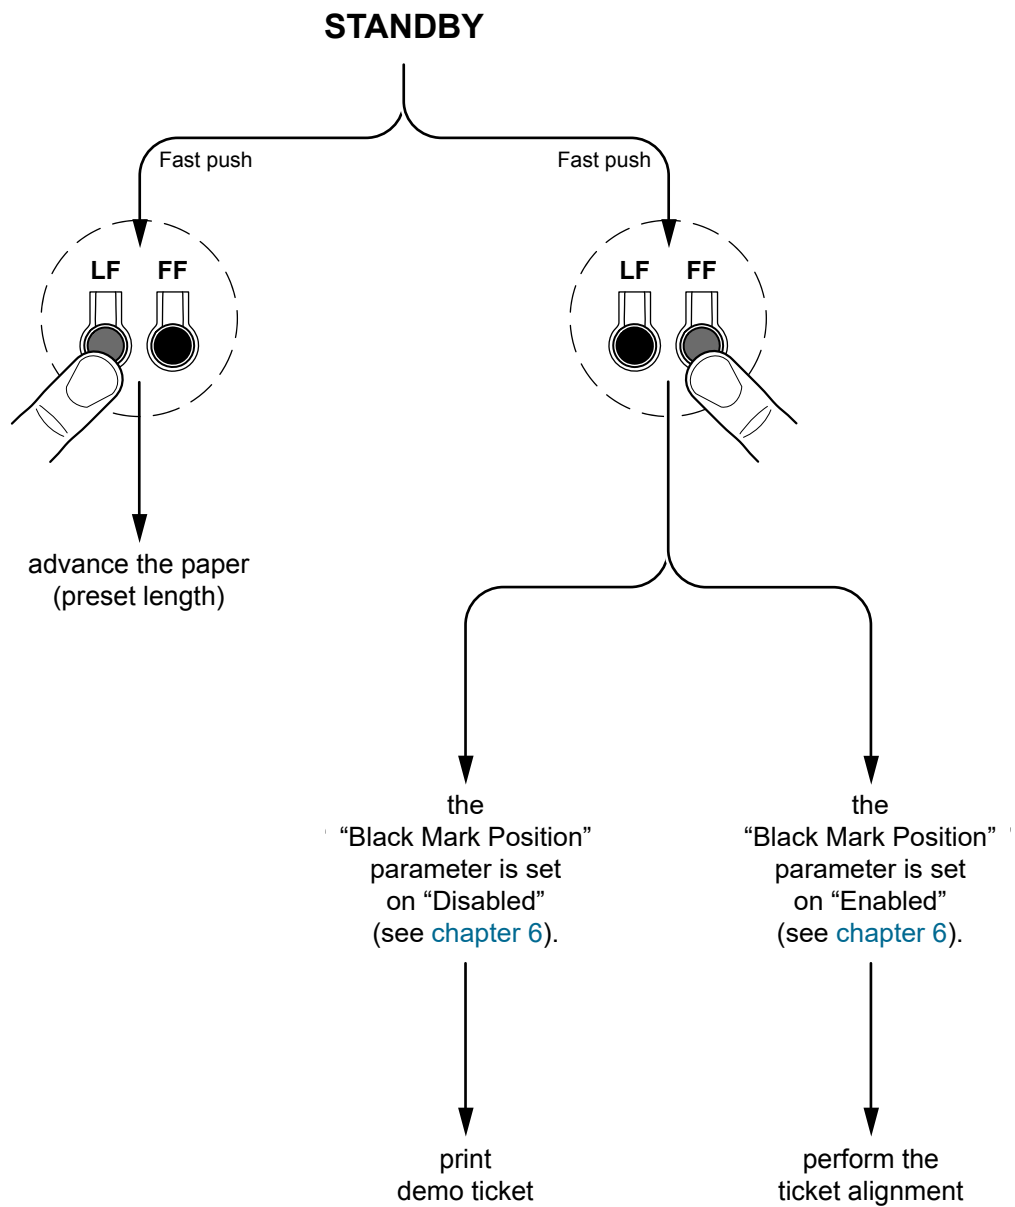 STANDBY
Fast push
Fast push
LF FF
LF FF
advance the paper
(preset length)
the
“Black Mark Position”
parameter is set
on “Disabled”
(see chapter 6).
the
“Black Mark Position”
parameter is set
on “Enabled”
(see chapter 6).
print
demo ticket
perform the
ticket alignment